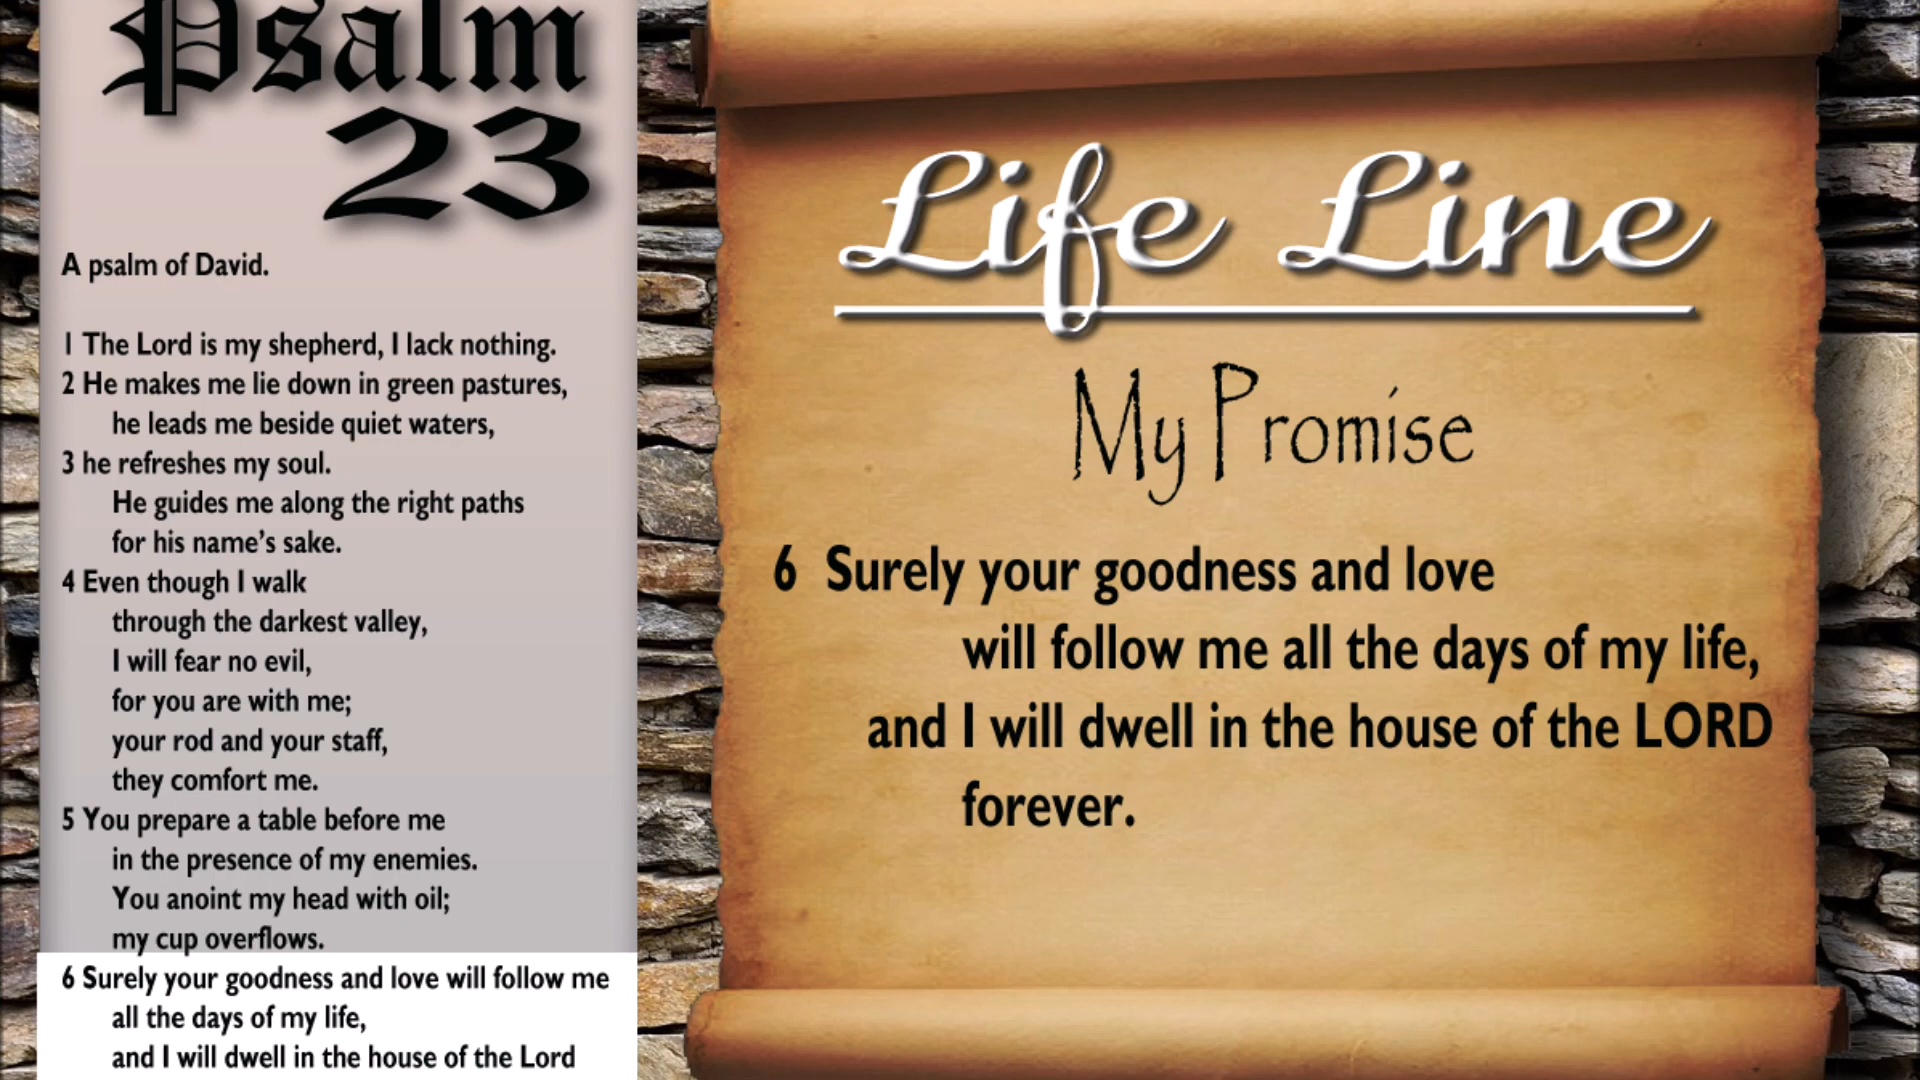 Psalm
23
A psalm of David.
1 The Lord is my shepherd, I lack nothing.
2 He makes me lie down in green pastures,
he leads me beside quiet waters,
3 he refreshes my soul.
He guides me along the right paths
for his name’s sake.
4 Even though I walk
through the darkest valley,
I will fear no evil,
for you are with me;
your rod and your staff,
they comfort me.
5 You prepare a table before me
in the presence of my enemies.
You anoint my head with oil;
my cup overflows.
6 Surely your goodness and love will follow me
all the days of my life,
and I will dwell in the house of the Lord
Life Line
My Promise
6 Surely your goodness and love
will follow me all the days of my life,
and I will dwell in the house of the LORD
forever.